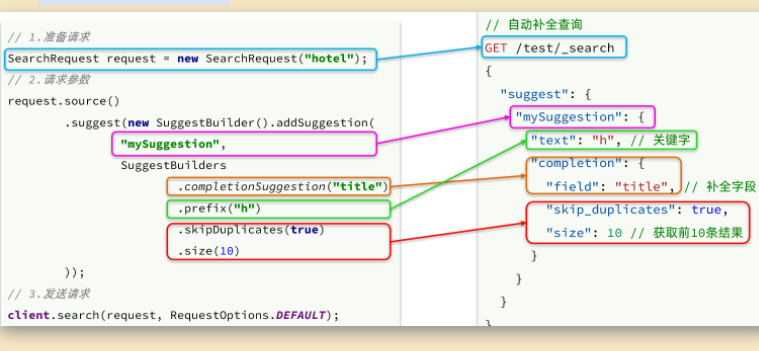 // 1.准备请求
SearchRequest request = new SearchRequest("hotel");
// 2.请求参数
request.source()
.suggest(new SuggestBuilder().addSuggestion(
"mySuggestion",
SuggestBuilders
.completionSuggestion("title")
.prefix("h")
.skipDuplicates(true)
.size(10)
));
// 3.发送请求
client.search(request, RequestOptions.DEFAULT);
// 自动补全查询
GET /test/_search
{
"suggest": {
"mySuggestion": {
"text": "h", // 关键字
"completion": {
"field": "title", // 补全字段
"skip_duplicates": true,
"size": 10 // 获取前10条结果
}
}
}
}